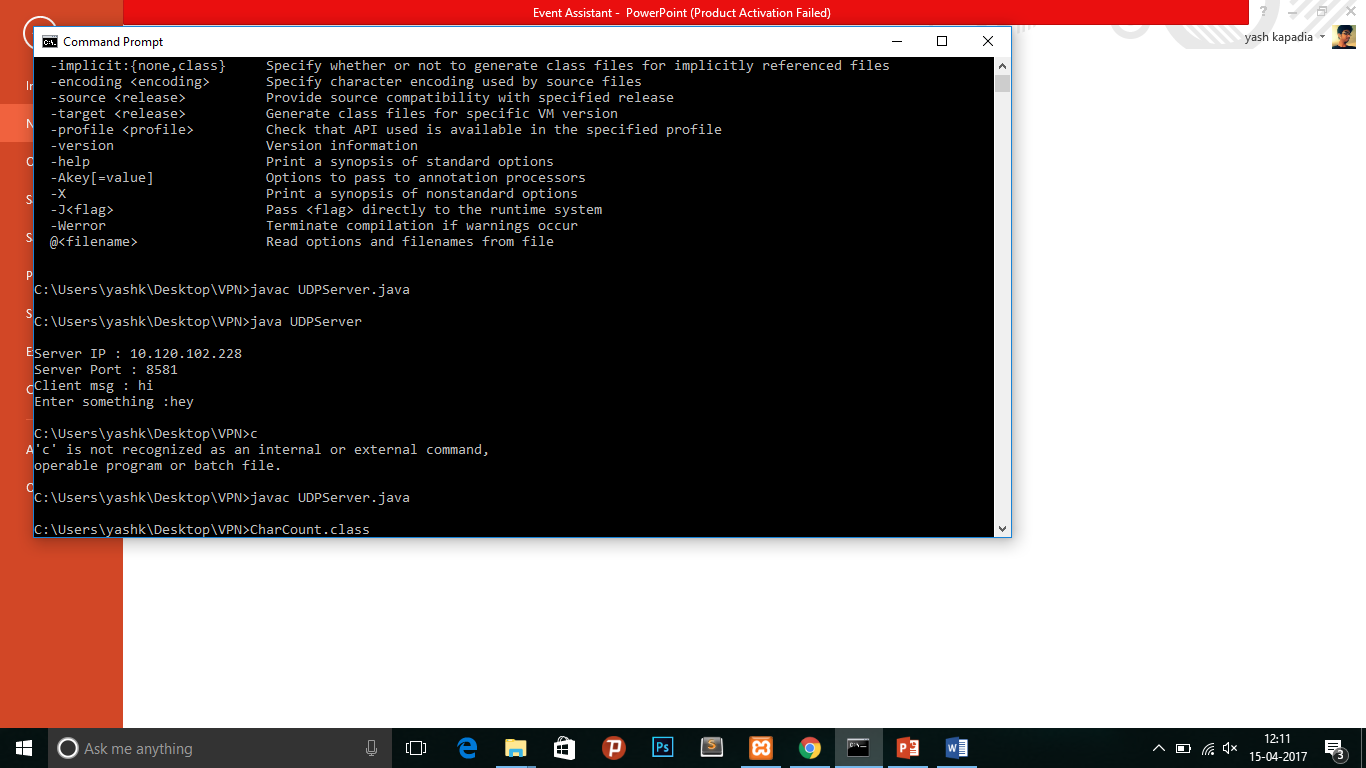 Event Assistant - PowerPoint (Product Activation Failed)
yash kapadia
Command Prompt
-implicit:{none,class} Specify whether or not to generate class files for implicitly referenced files
-encoding <encoding> Specify character encoding used by source files
-source <release> Provide source compatibility with specified release
-target <release> Generate class files for specific VM version
-profile <profile> Check that API used is available in the specified profile
-version Version information
-help Print a synopsis of standard options
-Akey[=value] Options to pass to annotation processors
-X Print a synopsis of nonstandard options
-J<flag> Pass <flag> directly to the runtime system
-Werror Terminate compilation if warnings occur
@<filename> Read options and filenames from file
C:\Users\yashk\Desktop\VPN>javac UDPServer.java
C:\Users\yashk\Desktop\VPN>java UDPServer
Server IP : 10.120.102.228
Server Port : 8581
Client msg : hi
Enter something :hey
C:\Users\yashk\Desktop\VPN>c
'c' is not recognized as an internal or external command,
operable program or batch file.
C:\Users\yashk\Desktop\VPN>javac UDPServer.java
C:\Users\yashk\Desktop\VPN>CharCount.class
Ask me anything
12:11
15-04-2017
3